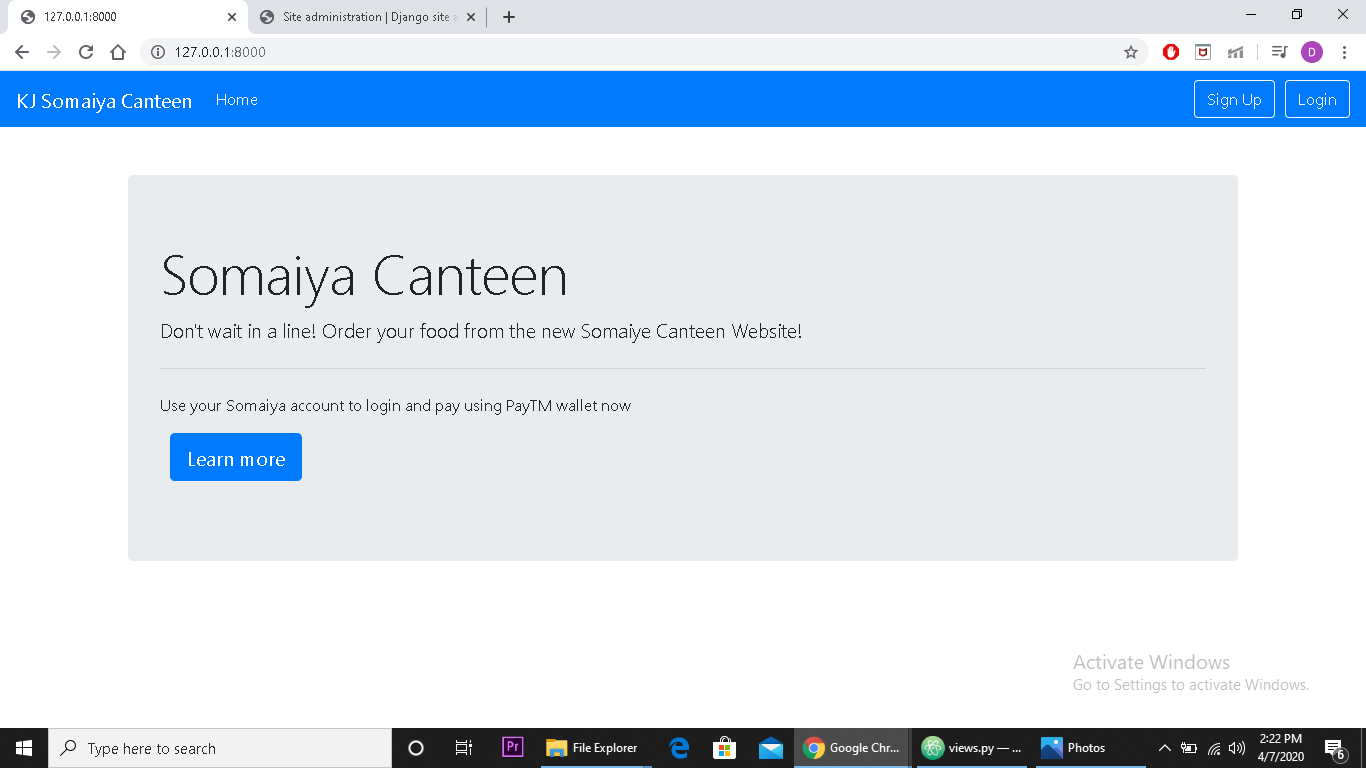 127.0.0.1:8000
Site administration | Django site a
127.0.0.1:8000
D
KJ Somaiya Canteen
Home
Sign Up
Login
Somaiya Canteen
Don't wait in a line! Order your food from the new Somaiye Canteen Website!
Use your Somaiya account to login and pay using PayTM wallet now
Learn more
Activate Windows
Go to Settings to activate Windows.
Type here to search
Pr
File Explorer
Google Chr...
views.py — ...
Photos
2:22 PM
4/7/2020
6